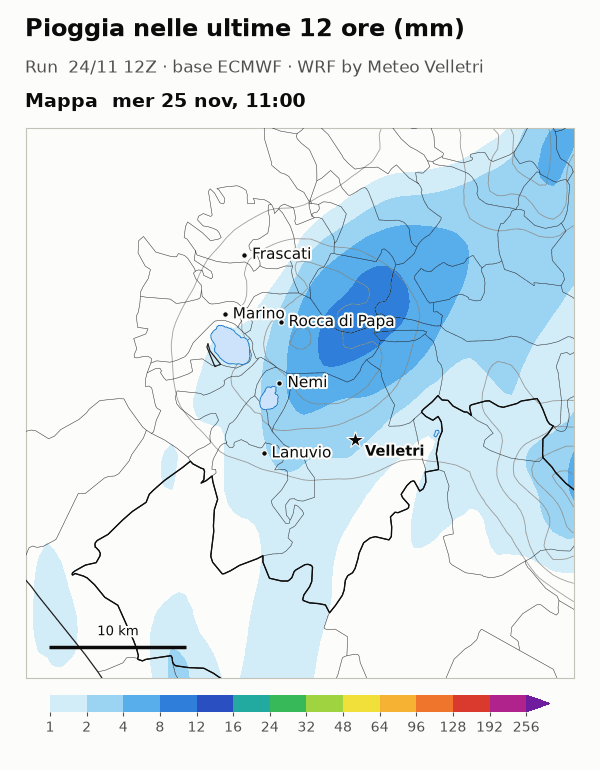 Pioggia nelle ultime 12 ore (mm)
Run 24/11 12Z · base ECMWF · WRF by Meteo Velletri
Mappa mer 25 nov, 11:00
Frascati
Marino
Rocca di Papa
Nemi
Velletri
Lanuvio
10 km
1 2 4 8 12 16 24 32 48 64 96 128 192 256